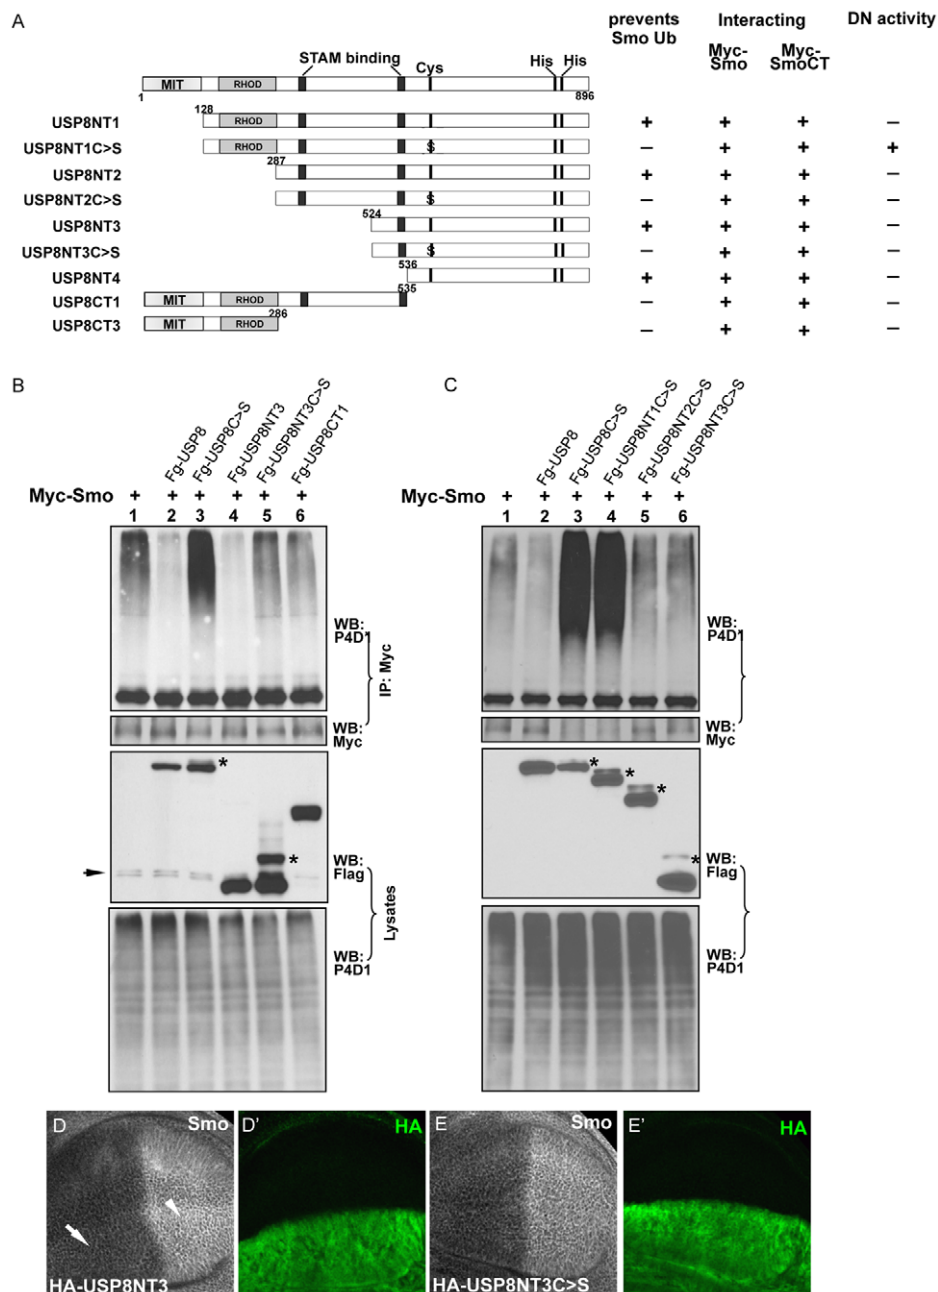 A
prevents Smo Ub
Interacting
DN activity
Myc-Smo
Myc-SmoCT
STAM binding
Cys
His
His
MIT
RHOD
1
896
128
USP8NT1
RHOD
+ + + –
USP8NT1C>S
RHOD
S
– + + +
287
USP8NT2
+ + + –
USP8NT2C>S
S
– + + –
524
USP8NT3
+ + + –
USP8NT3C>S
S
– + + –
536
USP8NT4
+ + + –
535
USP8CT1
MIT
RHOD
– + + –
286
USP8CT3
MIT
RHOD
– + + –
B
Fg-USP8
Fg-USP8C>S
Fg-USP8NT3
Fg-USP8NT3C>S
Fg-USP8CT1
Myc-Smo + + + + + +
1 2 3 4 5 6
WB: P4D1
IP: Myc
WB: Myc
*
*
WB: Flag
Lysates
WB: P4D1
C
Fg-USP8
Fg-USP8C>S
Fg-USP8NT1C>S
Fg-USP8NT2C>S
Fg-USP8NT3C>S
Myc-Smo + + + + + +
1 2 3 4 5 6
WB: P4D1
WB: Myc
*
*
*
*
WB: Flag
WB: P4D1
D
Smo
HA-USP8NT3
D'
HA
E
Smo
HA-USP8NT3C>S
E'
HA